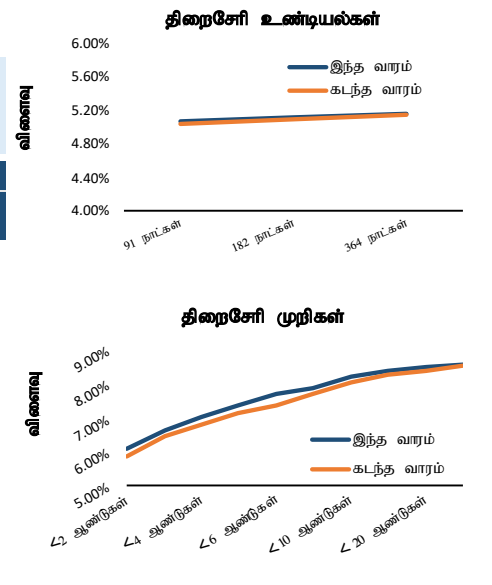 திறைசேரி உண்டியல்கள்
விளைவு
6.00%
5.60%
5.20%
4.80%
4.40%
4.00%
இந்த வாரம்
கடந்த வாரம்
91 நாட்கள்
182 நாட்கள்
364 நாட்கள்
திறைசேரி முறிகள்
விளைவு
9.00%
8.00%
7.00%
6.00%
5.00%
இந்த வாரம்
கடந்த வாரம்
<2 ஆண்டுகள்
<4 ஆண்டுகள்
<6 ஆண்டுகள்
<10 ஆண்டுகள்
< 20 ஆண்டுகள்